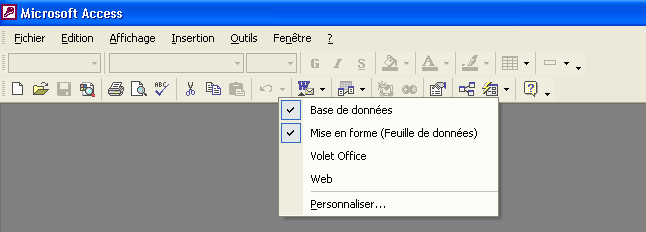 Microsoft Access
Fichier Edition Affichage Insertion Outils Fenêtre ?
G I S A
ABC W
Base de données
Mise en forme (Feuille de données)
Volet Office
Web
Personnaliser...